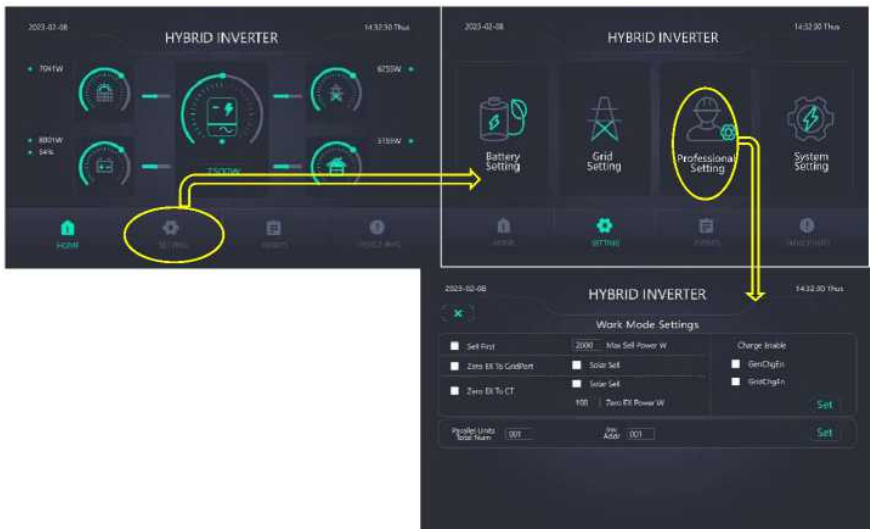 2023-02-08
14:32:30 Thus
HYBRID INVERTER
6755W
54%
7500W
HOME
SETTING
2023-02-08
14:32:30 Thus
HYBRID INVERTER
Battery
Setting
Grid
Setting
Professional
Setting
System
Setting
HOME
SETTING
EVENTS
2023-02-08
14:32:30 Thus
HYBRID INVERTER
Work Mode Settings
Sell First
2000 Max Sell Power W
Charge Enable
Zero EX To GridPort
Solar Sell
GenChgEn
Zero EX To CT
Solar Sell
GridChgEn
100 Zero EX Power W
Set
Parallel Units
Total Num
001
Addr
001
Set